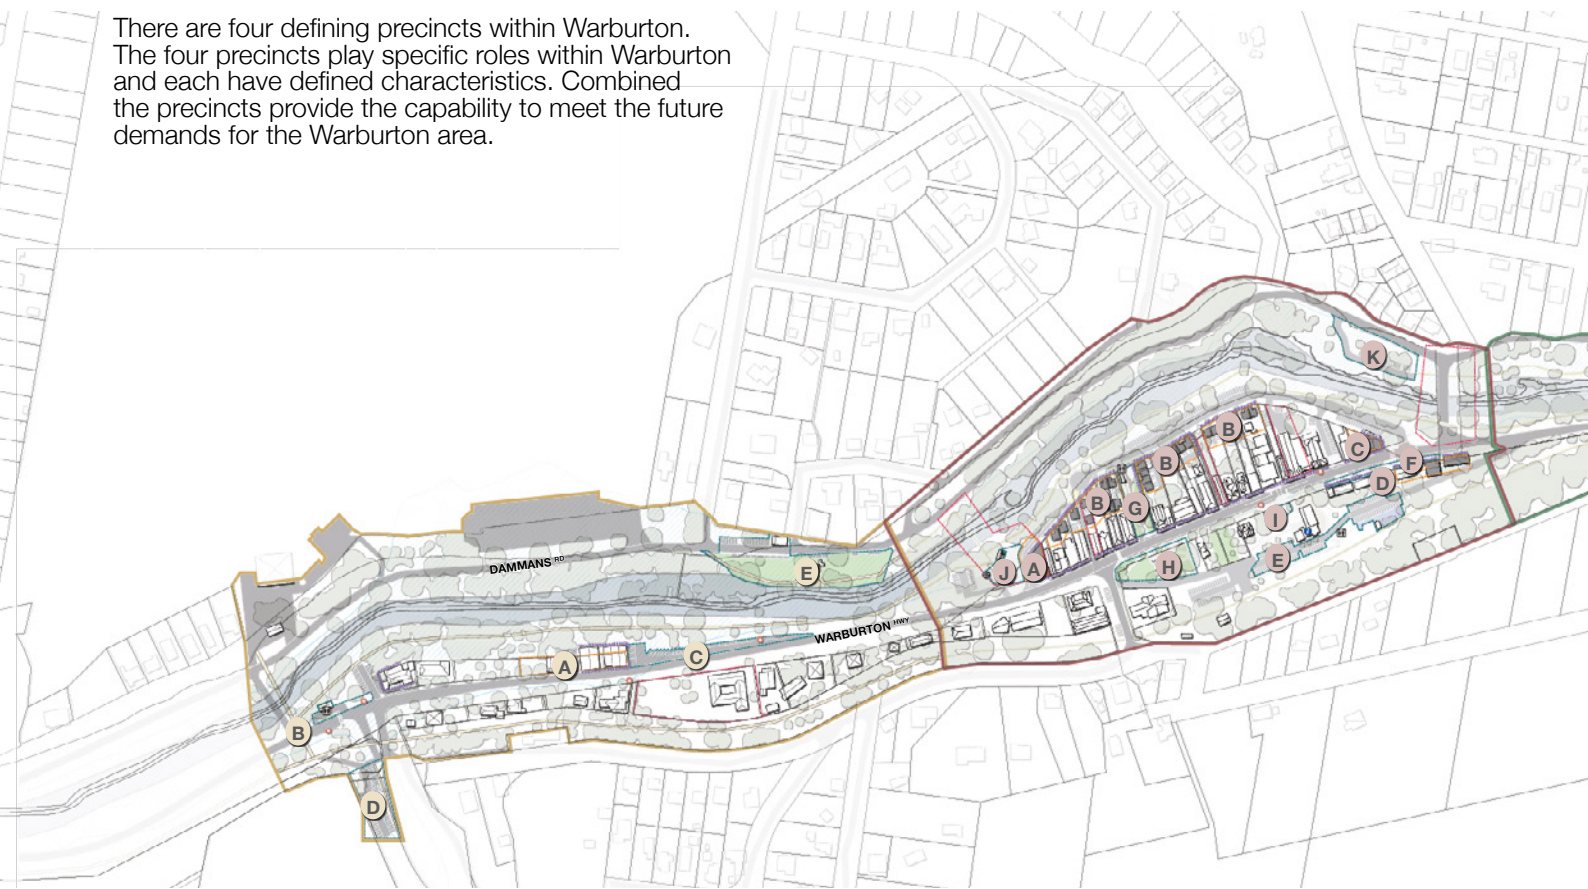 There are four defining precincts within Warburton.
The four precincts play specific roles within Warburton
and each have defined characteristics. Combined
the precincts provide the capability to meet the future
demands for the Warburton area.
K
B
C
B
F
D
B
G
I
E
H
J
A
DAMMANS RD
E
WARBURTON HWY
C
A
B
D